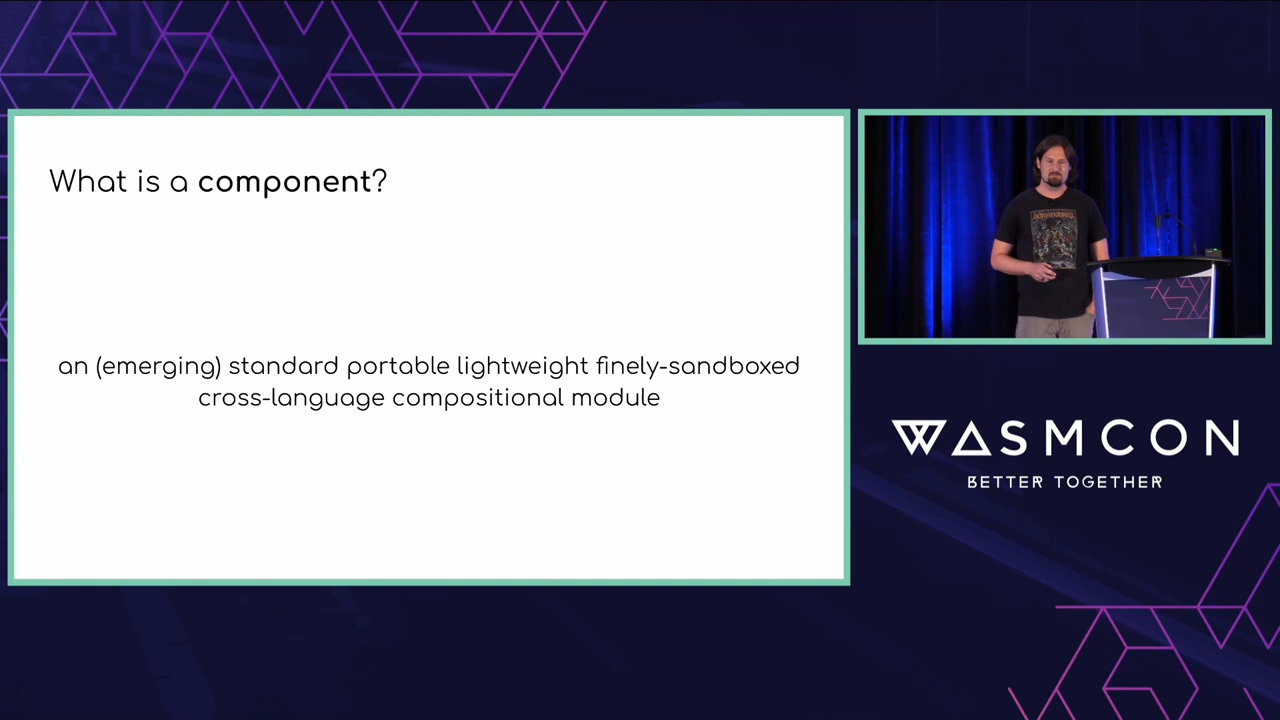 What is a component?
an (emerging) standard portable lightweight finely-sandboxed
cross-language compositional module
WASMCON
BETTER TOGETHER